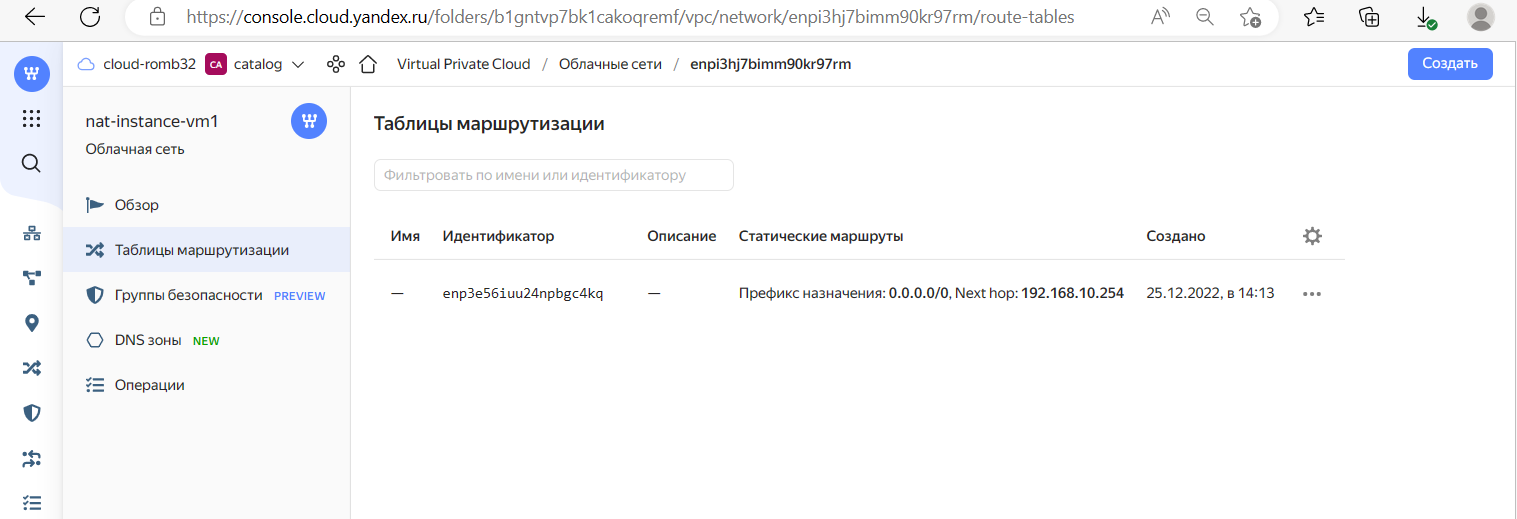 https://console.cloud.yandex.ru/folders/b1gntvp7bk1cakoqremf/vpc/network/enpi3hj7bimm90kr97rm/route-tables
cloud-romb32 CA catalog Virtual Private Cloud / Облачные сети / enpi3hj7bimm90kr97rm Создать
nat-instance-vm1
Облачная сеть
Обзор
Таблицы маршрутизации
Группы безопасности PREVIEW
DNS зоны NEW
Операции
Таблицы маршрутизации
Фильтровать по имени или идентификатору
Имя Идентификатор Описание Статические маршруты Создано
— enp3e56iuu24npbgc4kq — Префикс назначения: 0.0.0.0/0, Next hop: 192.168.10.254 25.12.2022, в 14:13